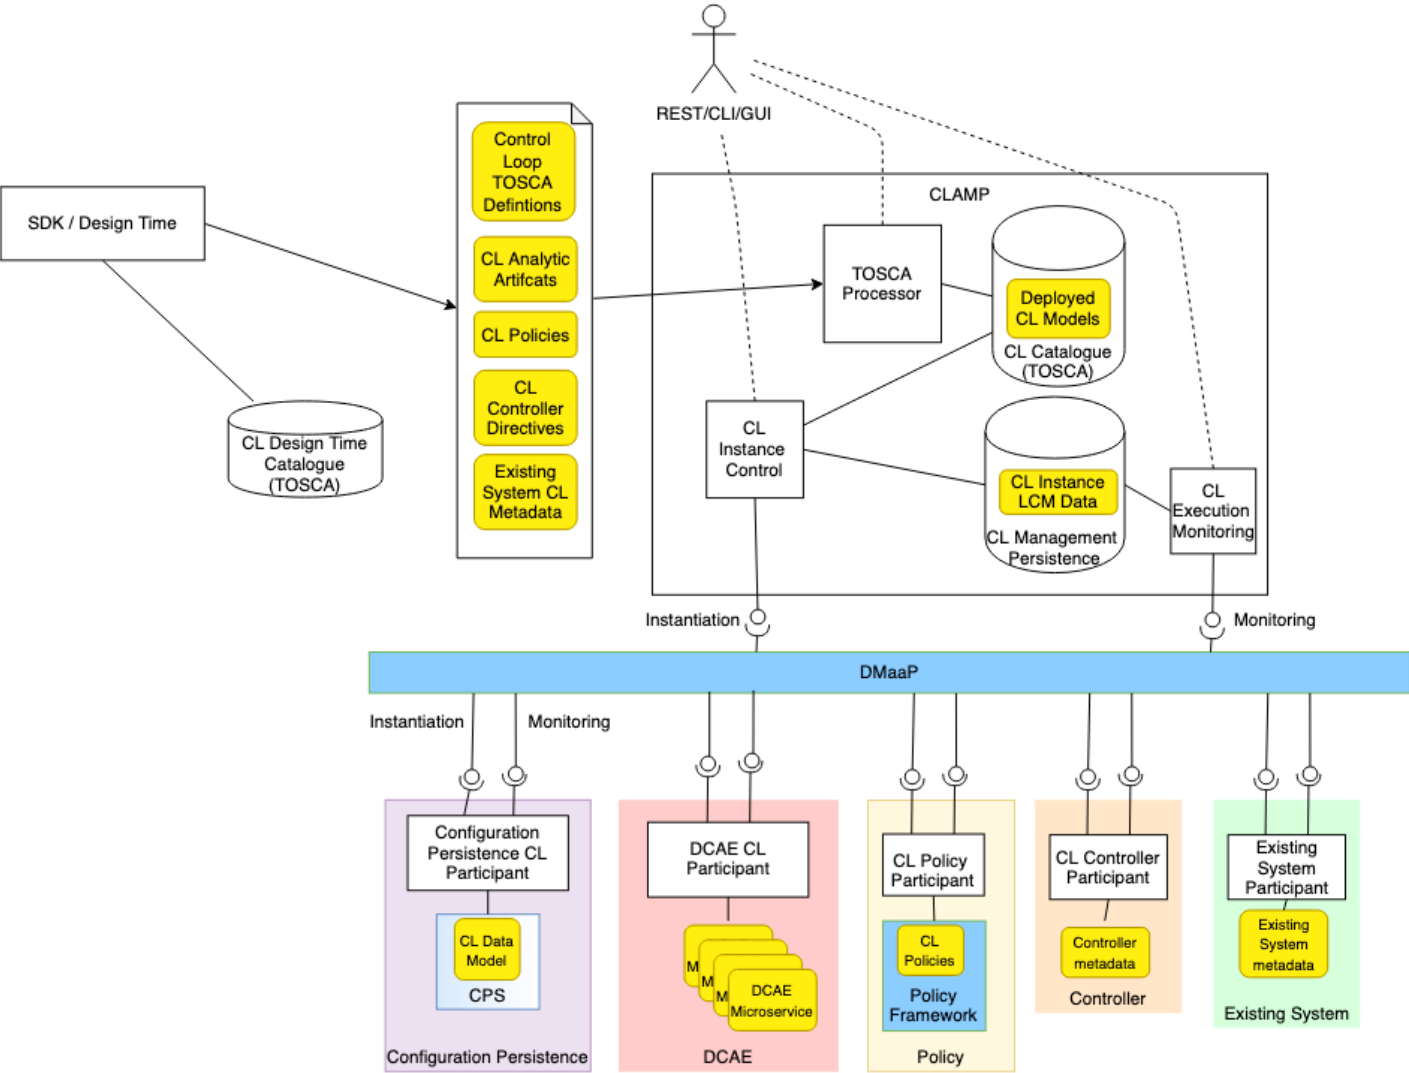 REST/CLI/GUI
SDK / Design Time
CL Design Time
Catalogue
(TOSCA)
Control
Loop
TOSCA
Defintions
CL Analytic
Artifcats
CL Policies
CL
Controller
Directives
Existing
System CL
Metadata
CLAMP
TOSCA
Processor
Deployed
CL Models
CL Catalogue
(TOSCA)
CL
Instance
Control
CL Instance
LCM Data
CL Management
Persistence
CL
Execution
Monitoring
Instantiation
Monitoring
DMaaP
Instantiation
Monitoring
Configuration
Persistence CL
Participant
CL Data
Model
CPS
Configuration Persistence
DCAE CL
Participant
M
M
M
DCAE
Microservice
DCAE
CL Policy
Participant
CL
Policies
Policy
Framework
Policy
CL Controller
Participant
Controller
metadata
Controller
Existing
System
Participant
Existing
System
metadata
Existing System